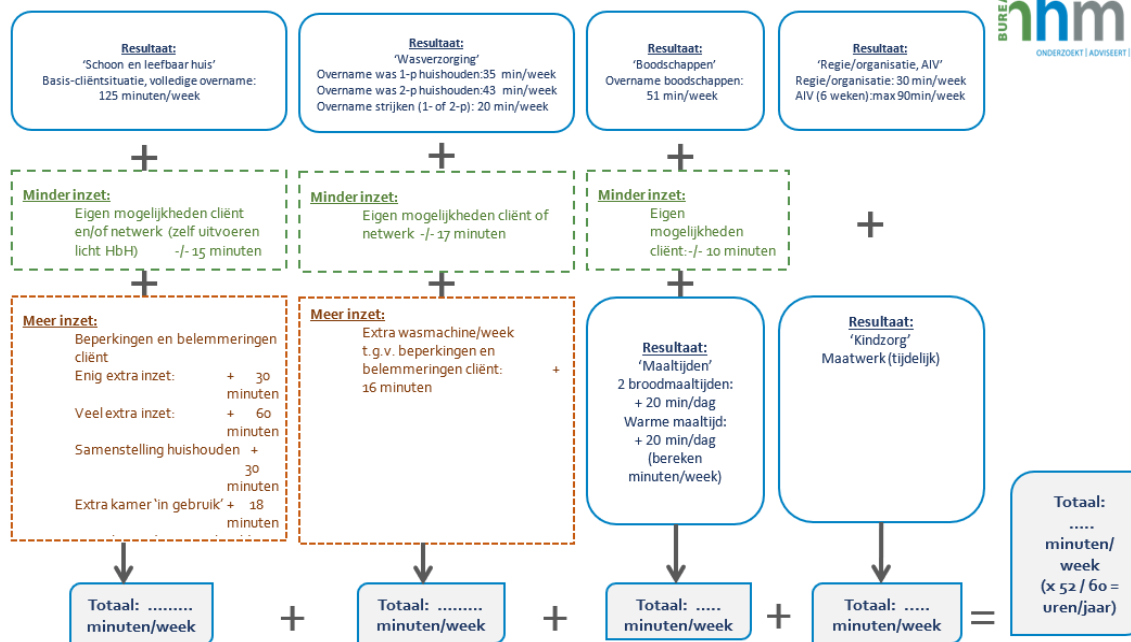 BUREA
nhm
ONDERZOEKT | ADVISEERT |
Resultaat:
‘Schoon en leefbaar huis’
Basis-cliëntsituatie, volledige overname:
125 minuten/week
Resultaat:
‘Wasverzorging’
Overname was 1-p huishouden:35 min/week
Overname was 2-p huishouden:43 min/week
Overname strijken (1- of 2-p): 20 min/week
Resultaat:
‘Boodschappen’
Overname boodschappen:
51 min/week
Resultaat:
‘Regie/organisatie, AIV’
Regie/organisatie: 30 min/week
AIV (6 weken):max 90min/week
+
+
+
+
Minder inzet:
Eigen mogelijkheden cliënt
en/of netwerk (zelf uitvoeren
licht HbH) -/- 15 minuten
Minder inzet:
Eigen mogelijkheden cliënt of
netwerk -/- 17 minuten
Minder inzet:
Eigen
mogelijkheden
cliënt:-/- 10 minuten
+
+
+
Meer inzet:
Beperkingen en belemmeringen
cliënt
Enig extra inzet: + 30
minuten
Veel extra inzet: + 60
minuten
Samenstelling huishouden +
30
minuten
Extra kamer ‘in gebruik’ + 18
minuten
Meer inzet:
Extra wasmachine/week
t.g.v. beperkingen en
belemmeringen cliënt: +
16 minuten
Resultaat:
‘Maaltijden’
2 broodmaaltijden:
+ 20 min/dag
Warme maaltijd:
+ 20 min/dag
(bereken
minuten/week)
Resultaat:
‘Kindzorg’
Maatwerk (tijdelijk)
Totaal: .........
minuten/week
+
Totaal: .........
minuten/week
+
Totaal: .....
minuten/week
+
Totaal: .....
minuten/week
=
Totaal:
.....
minuten/
week
(x 52 / 60 =
uren/jaar)